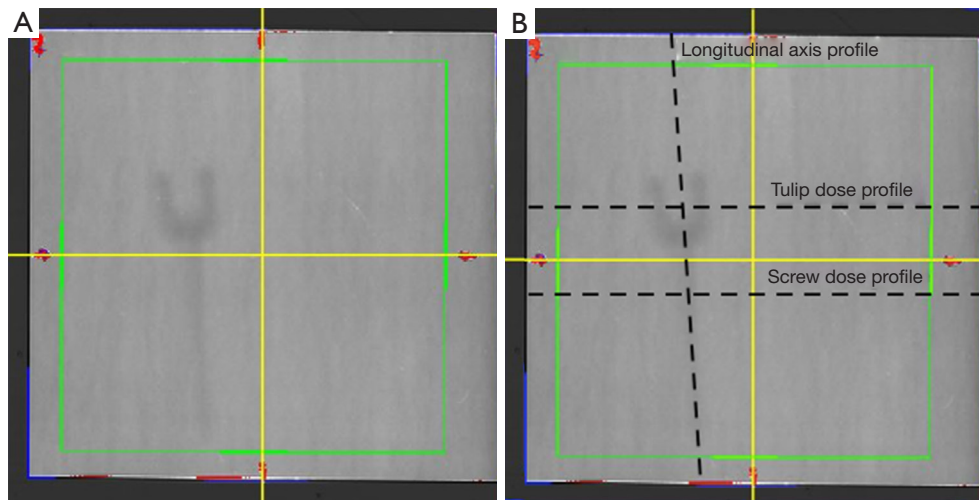 A
B
Longitudinal axis profile
Tulip dose profile
Screw dose profile